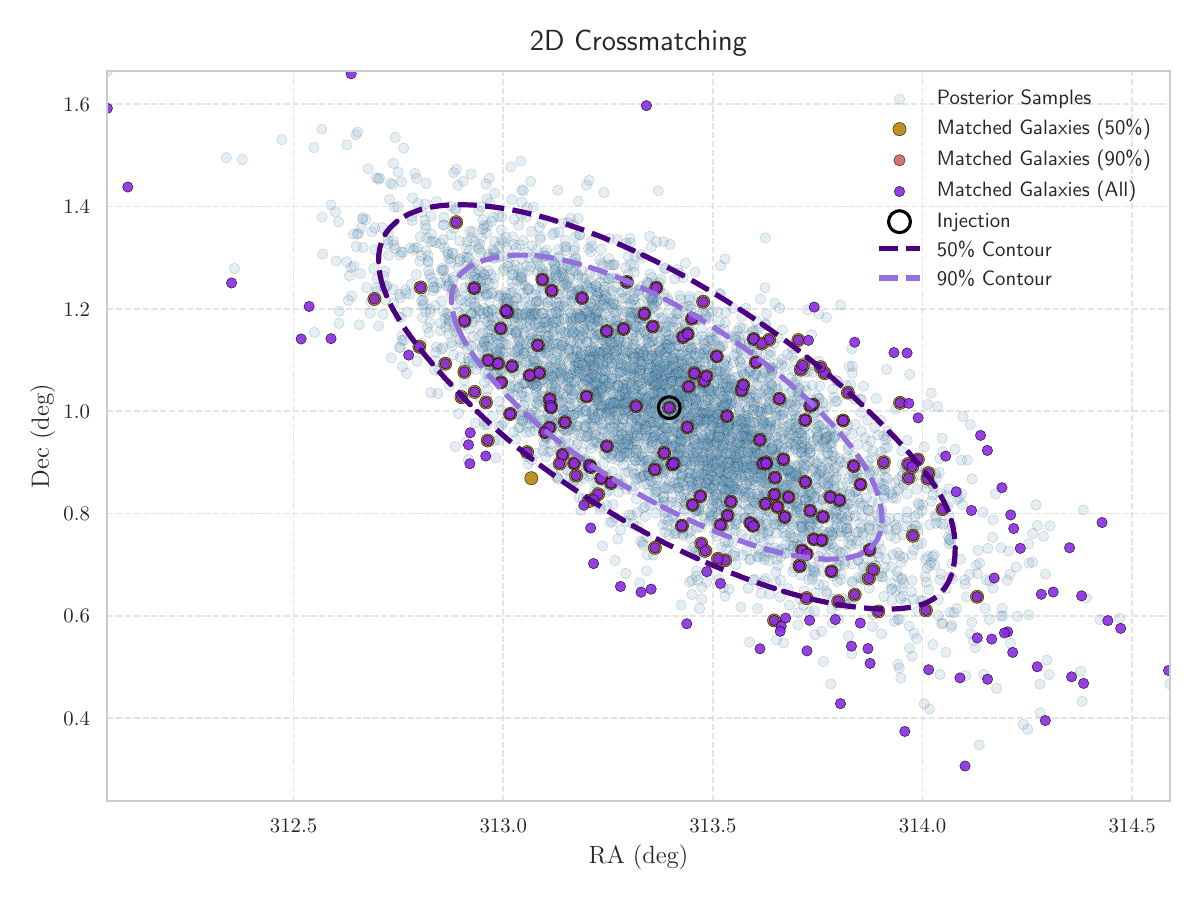 2D Crossmatching
Posterior Samples
Matched Galaxies (50%)
Matched Galaxies (90%)
Matched Galaxies (All)
Injection
50% Contour
90% Contour
1.6
1.4
1.2
1.0
0.8
0.6
0.4
Dec (deg)
312.5 313.0 313.5 314.0 314.5
RA (deg)